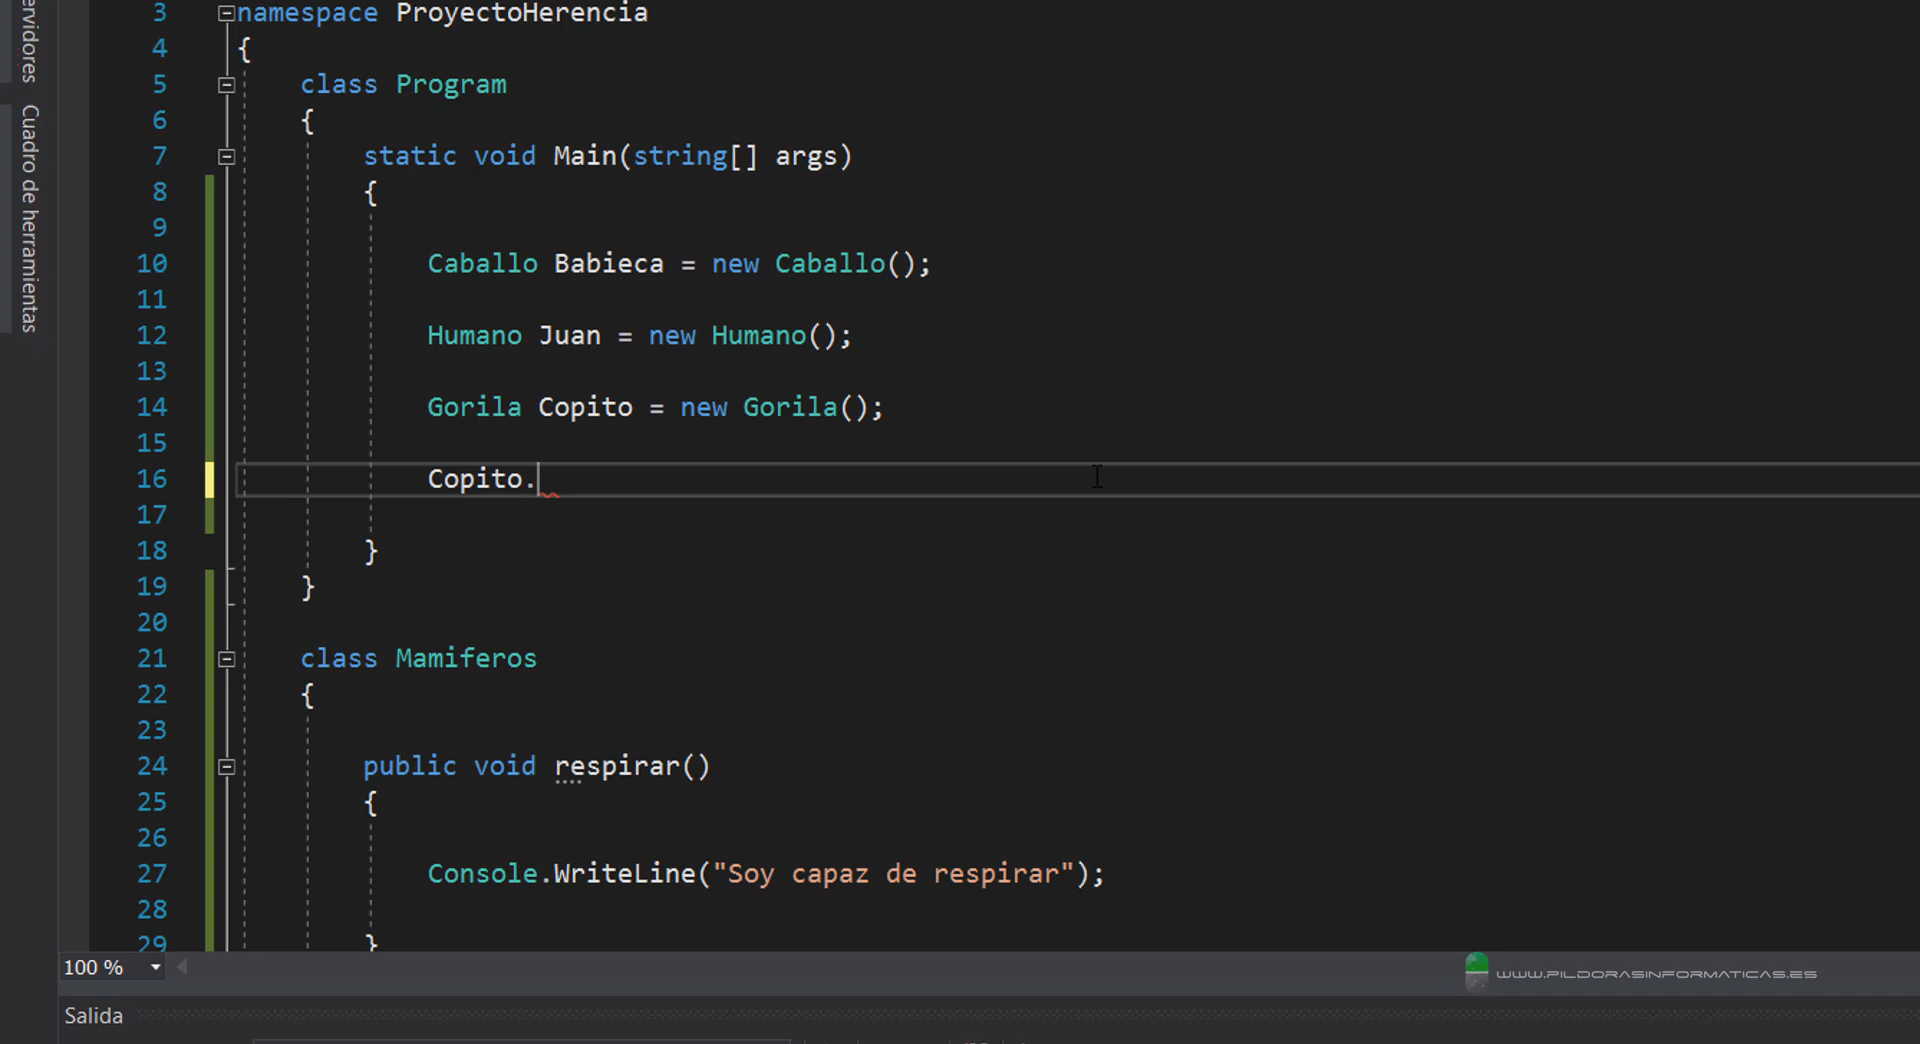 ervidores
Cuadro de herramientas
3 namespace ProyectoHerencia
4 {
5 class Program
6 {
7 static void Main(string[] args)
8 {
9
10 Caballo Babieca = new Caballo();
11
12 Humano Juan = new Humano();
13
14 Gorila Copito = new Gorila();
15
16 Copito.
17
18 }
19 }
20
21 class Mamiferos
22 {
23
24 public void respirar()
25 {
26
27 Console.WriteLine("Soy capaz de respirar");
28
29 }
100 %
WWW.PILDORASINFORMATICAS.ES
Salida